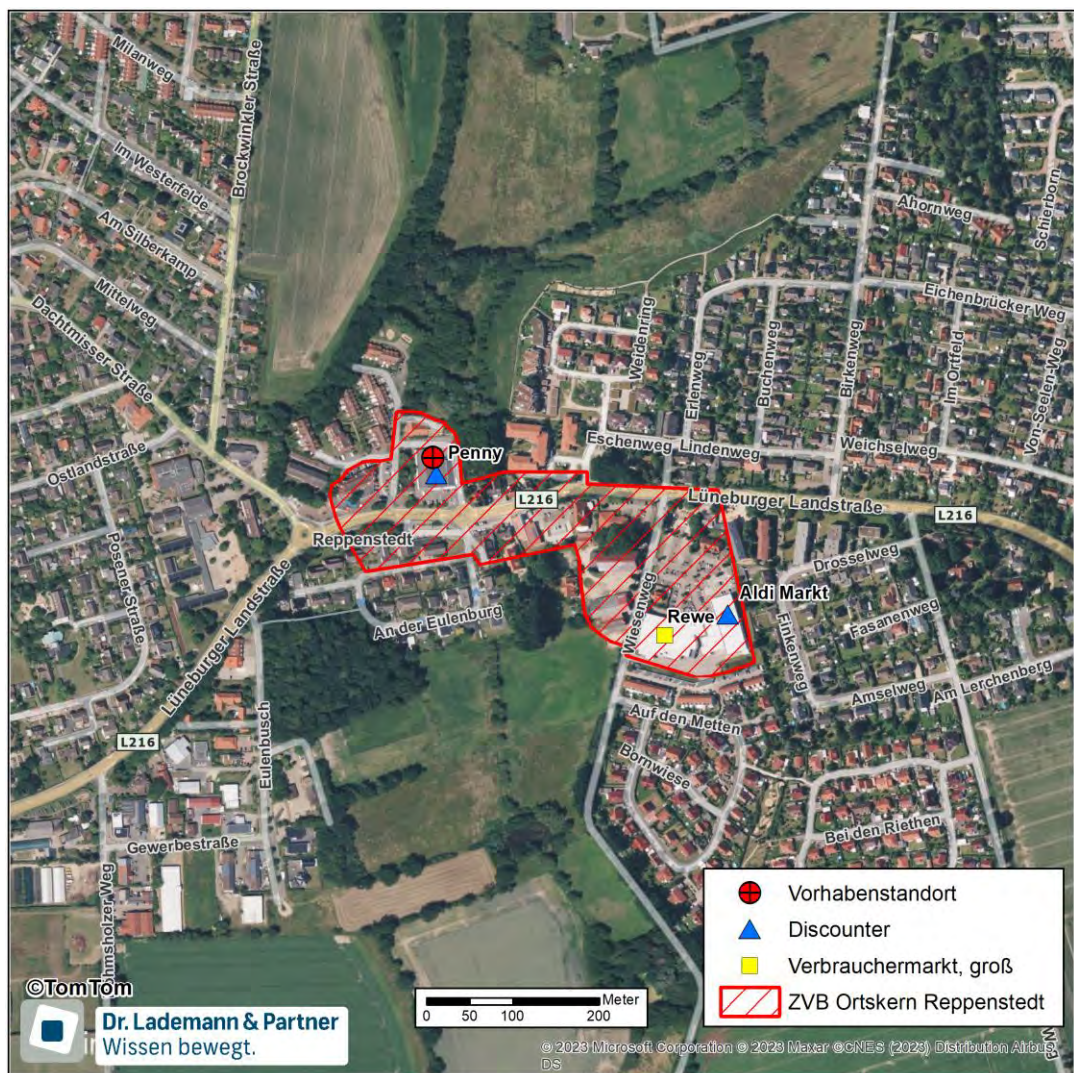 Milanweg
Brockwinkler Straße
Im Westerfelde
Am Silberkamp
Mittelweg
Dachtmisser Straße
Ostlandstraße
Posener Straße
Ahornweg
Schierborn
Eichenbrücker Weg
Weidenring
Erlenweg
Buchenweg
Birkenweg
Im Ortfeld
Von-Seen-Weg
Eschenweg
Lindenweg
Weichselweg
Penny
L216
Lüneburger Landstraße
L216
Reppenstedt
Drosselweg
Aldi Markt
Fasanenweg
Rewe
Wiesenweg
Finkenweg
An der Eulenburg
Amselweg
Am Lerchenberg
Lüneburger Landstraße
L216
Eulenbusch
Auf den Metten
Bornwiese
Bei den Riethen
Gewerbestraße
Vorhabenstandort
Discounter
Verbrauchermarkt, groß
ZVB Ortskern Reppenstedt
©TomTom
Dr. Lademann & Partner
Wissen bewegt.
Meter
0 50 100 200
© 2023 Microsoft Corporation © 2023 Maxar ©CNES (2023) Distribution Airbus
DS